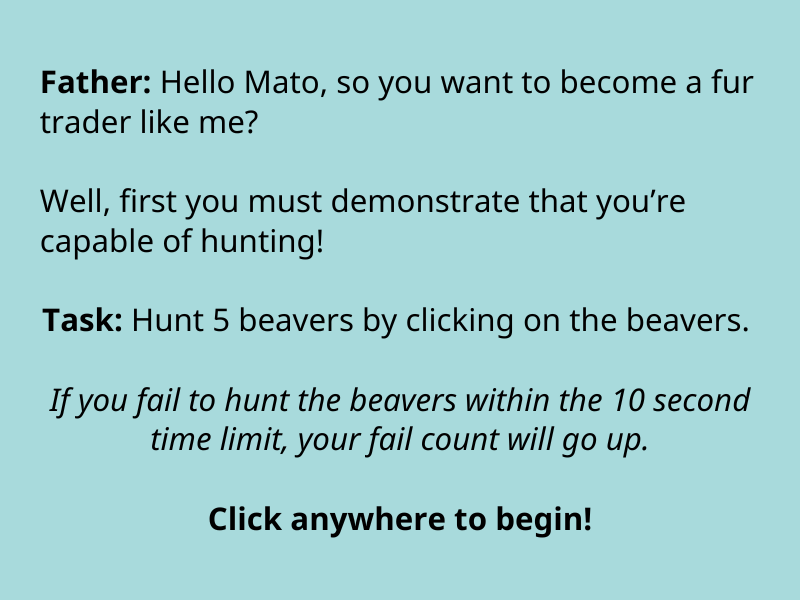 Father: Hello Mato, so you want to become a fur
trader like me?
Well, first you must demonstrate that you’re
capable of hunting!
Task: Hunt 5 beavers by clicking on the beavers.
If you fail to hunt the beavers within the 10 second
time limit, your fail count will go up.
Click anywhere to begin!